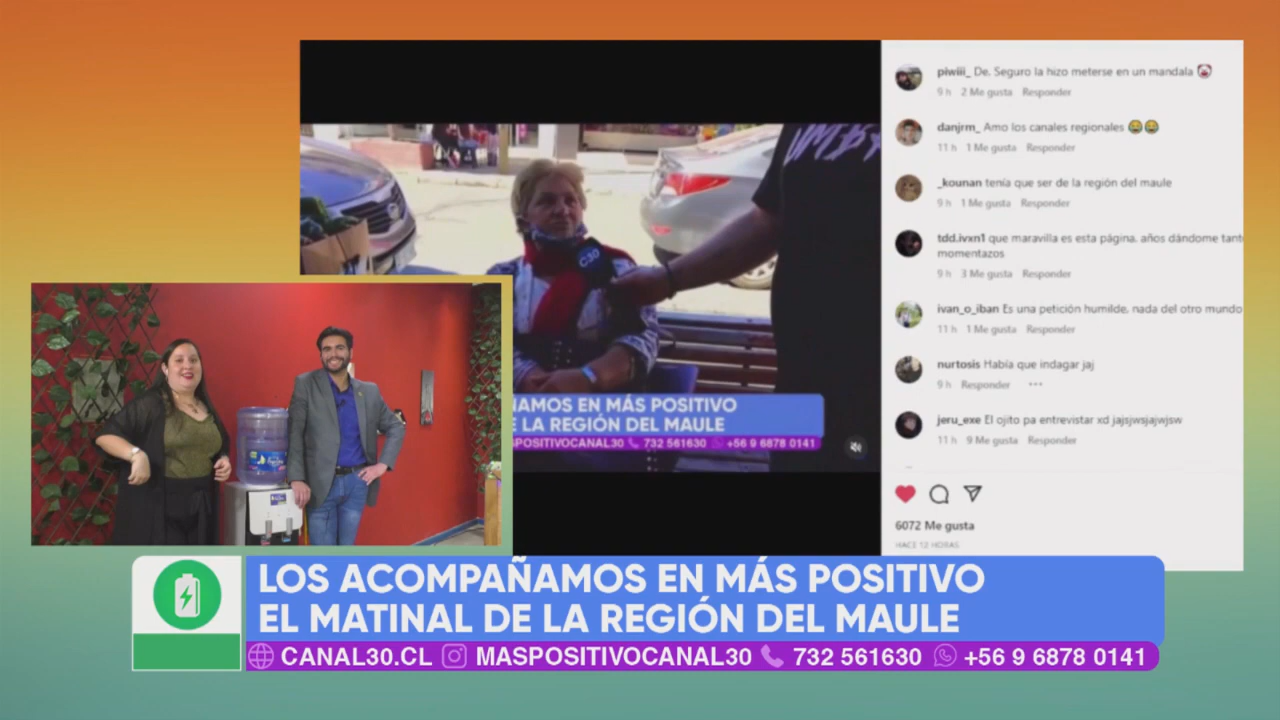 piwiii_ De, Seguro la hizo meterse en un mandala
9 h 2 Me gusta Responder
danjrm_ Amo los canales regionales
11 h 1 Me gusta Responder
_kounan tenía que ser de la región del maule
9 h 1 Me gusta Responder
tdd.ivxn1 que maravilla es esta página, años dándome tant
momentazos
9 h 3 Me gusta Responder
ivan_o_iban Es una petición humilde, nada del otro mundo
11 h 1 Me gusta Responder
nurtosis Había que indagar jaj
9 h Responder ...
jeru_exe El ojito pa entrevistar xd jajsjwsjajwjsw
11 h 9 Me gusta Responder
6072 Me gusta
HACE 12 HORAS
C30
ÑAMOS EN MÁS POSITIVO
E LA REGIÓN DEL MAULE
SPOSITIVOCANAL30 732 561630 +56 9 6878 0141
LOS ACOMPAÑAMOS EN MÁS POSITIVO
EL MATINAL DE LA REGIÓN DEL MAULE
CANAL30.CL MASPOSITIVOCANAL30 732 561630 +56 9 6878 0141